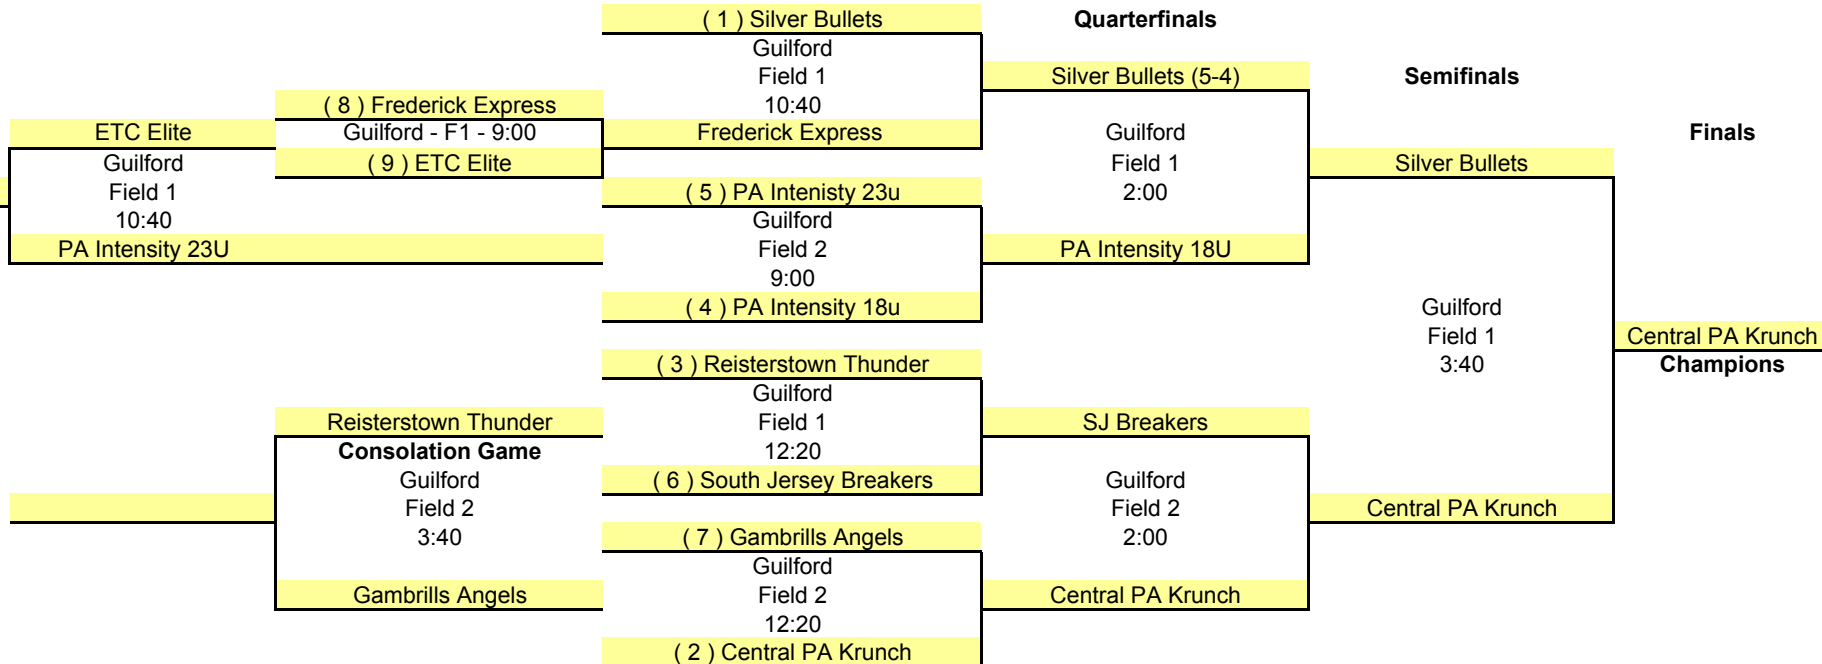 ( 1 ) Silver Bullets
Quarterfinals
Guilford
Field 1
10:40
Silver Bullets (5-4)
Semifinals
( 8 ) Frederick Express
ETC Elite
Guilford - F1 - 9:00
Frederick Express
Guilford
Finals
Guilford
( 9 ) ETC Elite
Field 1
Silver Bullets
Field 1
( 5 ) PA Intenisty 23u
2:00
10:40
Guilford
PA Intensity 23U
Field 2
PA Intensity 18U
9:00
( 4 ) PA Intensity 18u
Guilford
Field 1
Central PA Krunch
( 3 ) Reisterstown Thunder
3:40
Champions
Guilford
Reisterstown Thunder
Field 1
SJ Breakers
Consolation Game
12:20
Guilford
( 6 ) South Jersey Breakers
Guilford
Field 2
Field 2
Central PA Krunch
3:40
( 7 ) Gambrills Angels
2:00
Guilford
Gambrills Angels
Field 2
Central PA Krunch
12:20
( 2 ) Central PA Krunch